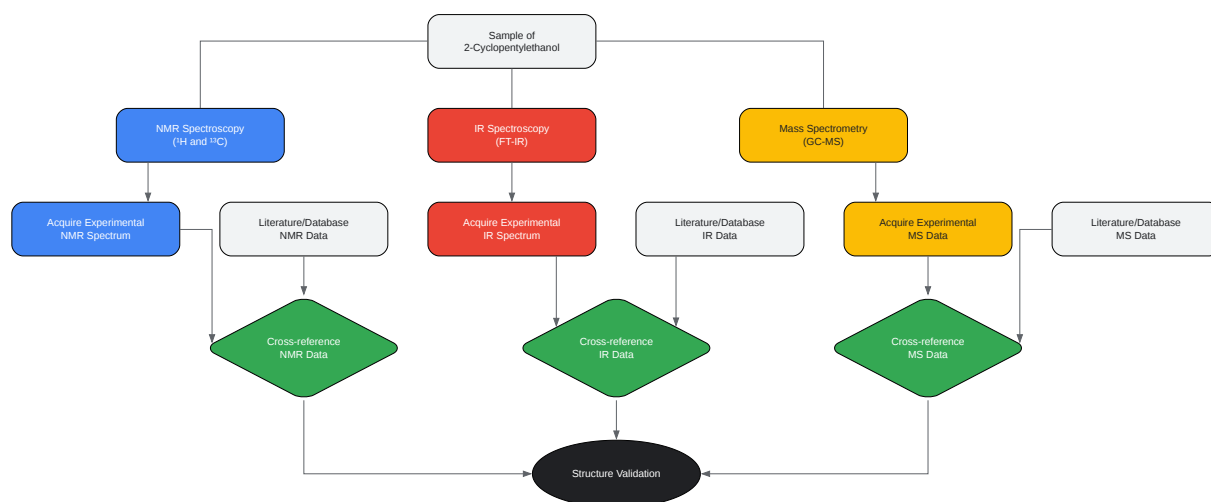 Sample of
2-Cyclopentylethanol
NMR Spectroscopy
(¹H and ¹³C)
IR Spectroscopy
(FT-IR)
Mass Spectrometry
(GC-MS)
Acquire Experimental
NMR Spectrum
Literature/Database
NMR Data
Acquire Experimental
IR Spectrum
Literature/Database
IR Data
Acquire Experimental
MS Data
Literature/Database
MS Data
Cross-reference
NMR Data
Cross-reference
IR Data
Cross-reference
MS Data
Structure Validation